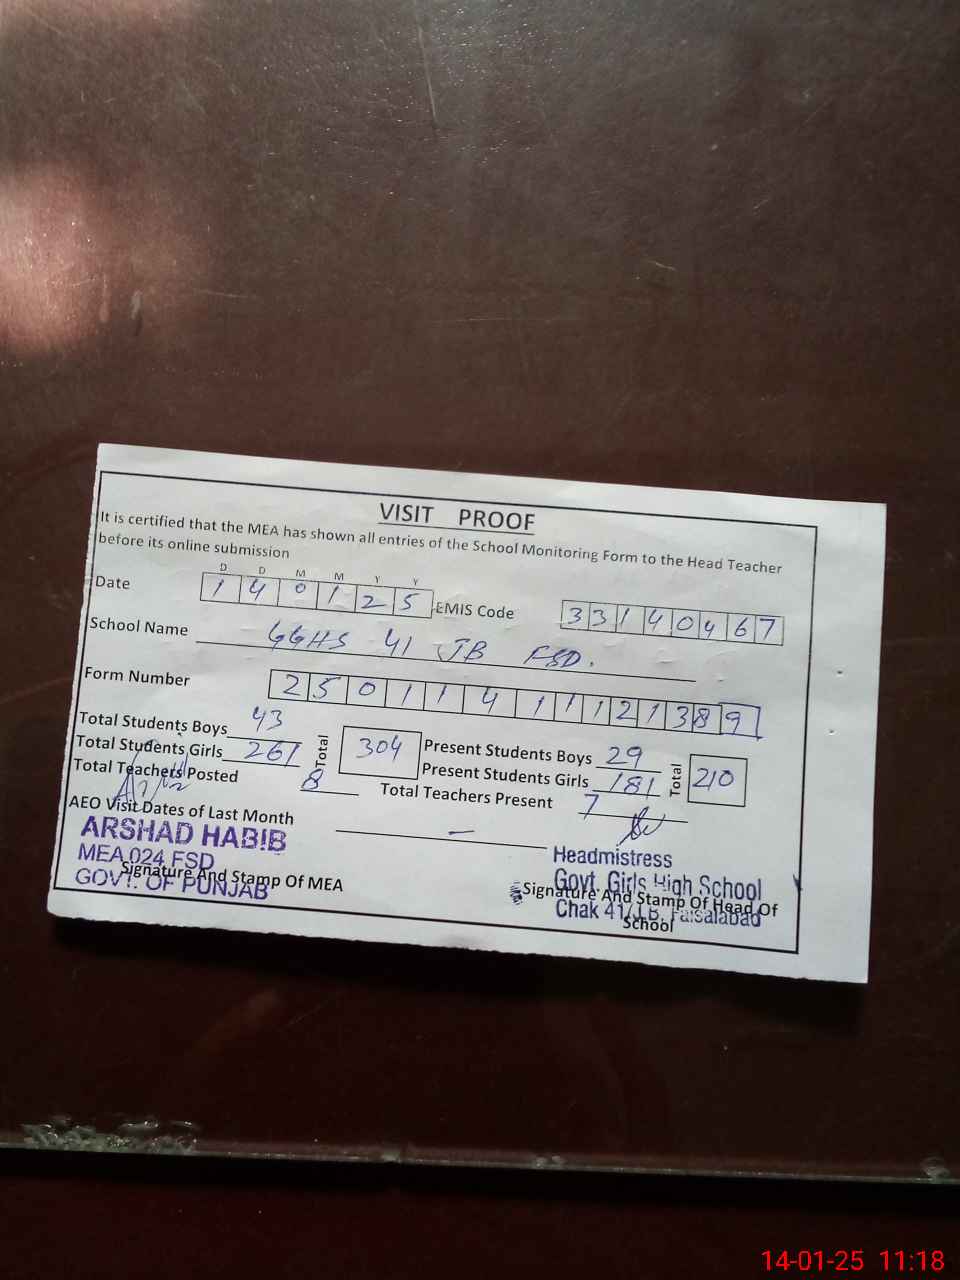 VISIT PROOF
It is certified that the MEA has shown all entries of the School Monitoring Form to the Head Teacher
before its online submission
D D M M Y Y
Date 1 4 0 1 2 5 EMIS Code 3 3 1 4 0 4 6 7
School Name GGHS 41 JB FSD.
Form Number 2 5 0 1 1 4 1 1 1 2 1 3 8 9
Total Students Boys 43 Total 304 Present Students Boys 29 Total 210
Total Students Girls 261 Present Students Girls 181
Total Teachers Posted 8 Total Teachers Present 7
AEO Visit Dates of Last Month –
ARSHAD HABIB
MEA 024 FSD
GOVT. OF PUNJAB
Signature And Stamp Of MEA
Headmistress
Govt. Girls High School
Chak 41/J.B, Faisalabad
Signature And Stamp Of Head Of
School
14-01-25 11:18